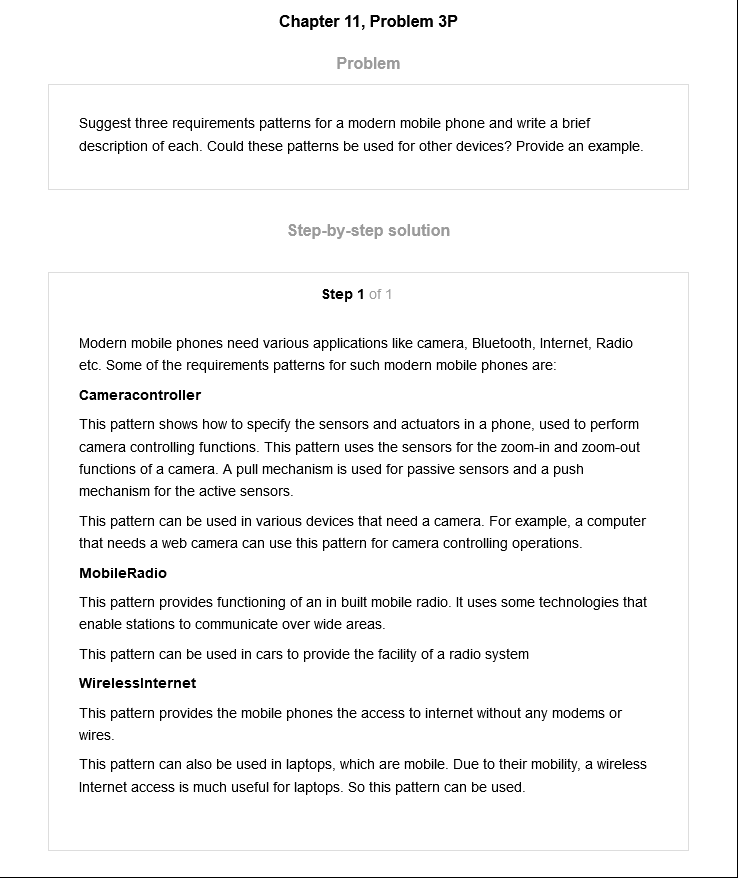 Chapter 11, Problem 3P
Problem
Suggest three requirements patterns for a modern mobile phone and write a brief
description of each. Could these patterns be used for other devices? Provide an example.
Step-by-step solution
Step 1 of 1
Modern mobile phones need various applications like camera, Bluetooth, Internet, Radio
etc. Some of the requirements patterns for such modern mobile phones are:
Cameracontroller
This pattern shows how to specify the sensors and actuators in a phone, used to perform
camera controlling functions. This pattern uses the sensors for the zoom-in and zoom-out
functions of a camera. A pull mechanism is used for passive sensors and a push
mechanism for the active sensors.
This pattern can be used in various devices that need a camera. For example, a computer
that needs a web camera can use this pattern for camera controlling operations.
MobileRadio
This pattern provides functioning of an in built mobile radio. It uses some technologies that
enable stations to communicate over wide areas.
This pattern can be used in cars to provide the facility of a radio system
WirelessInternet
This pattern provides the mobile phones the access to internet without any modems or
wires.
This pattern can also be used in laptops, which are mobile. Due to their mobility, a wireless
Internet access is much useful for laptops. So this pattern can be used.